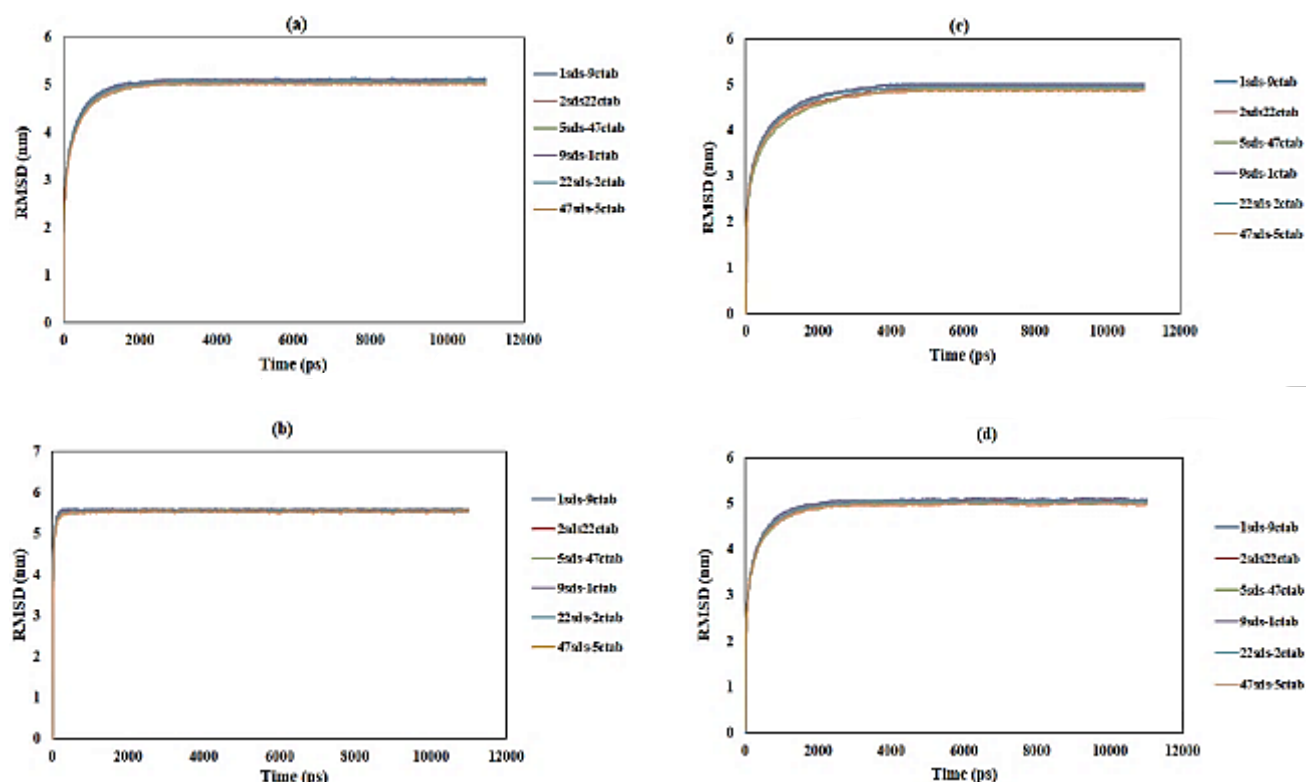 (a)
6
5
4
3
2
1
0
RMSD (nm)
0 2000 4000 6000 8000 10000 12000
Time (ps)
1sds-9ctab
2sds22ctab
5sds-47ctab
9sds-1ctab
22sds-2ctab
47sds-5ctab
(c)
6
5
4
3
2
1
0
RMSD (nm)
0 2000 4000 6000 8000 10000 12000
Time (ps)
1sds-9ctab
2sds22ctab
5sds-47ctab
9sds-1ctab
22sds-2ctab
47sds-5ctab
(b)
7
6
5
4
3
2
1
0
RMSD (nm)
0 2000 4000 6000 8000 10000 12000
Time (ps)
1sds-9ctab
2sds22ctab
5sds-47ctab
9sds-1ctab
22sds-2ctab
47sds-5ctab
(d)
6
5
4
3
2
1
0
RMSD (nm)
0 2000 4000 6000 8000 10000 12000
Time (ps)
1sds-9ctab
2sds22ctab
5sds-47ctab
9sds-1ctab
22sds-2ctab
47sds-5ctab